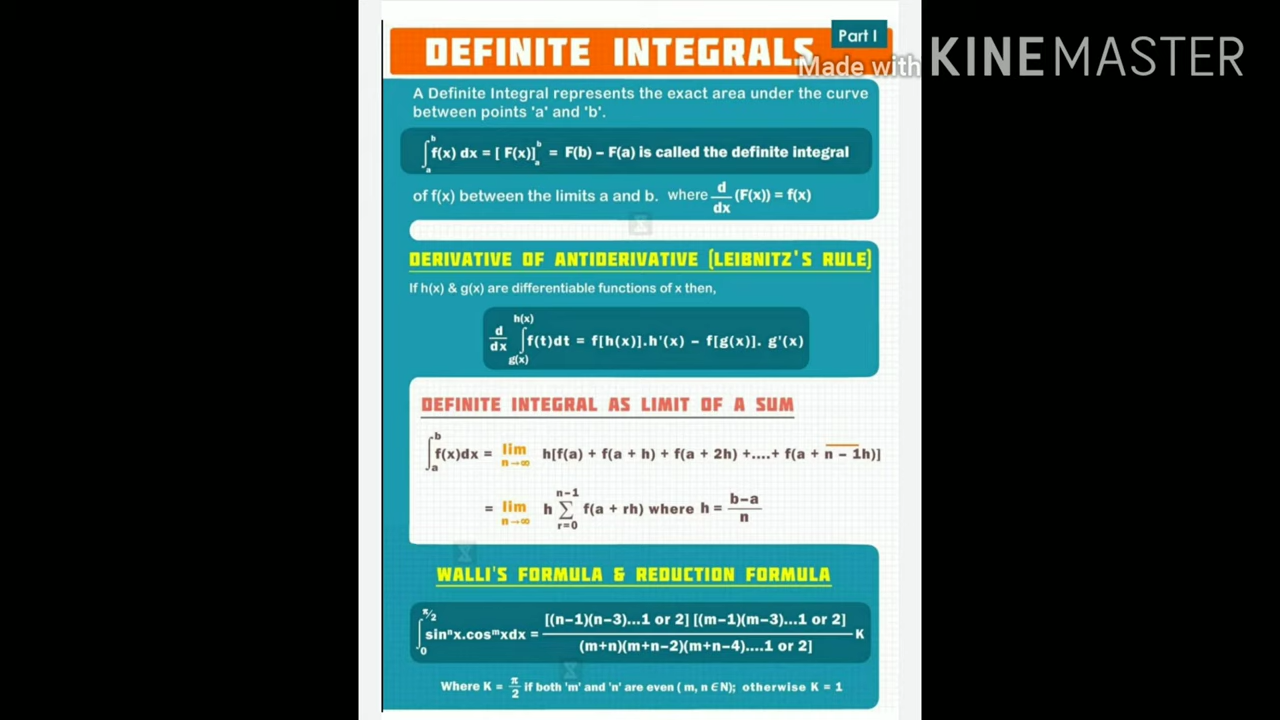 Part I
DEFINITE INTEGRALS
Made with KINEMASTER
A Definite Integral represents the exact area under the curve
between points 'a' and 'b'.
∫ₐᵇ f(x) dx = [ F(x)]ₐᵇ = F(b) – F(a) is called the definite integral
of f(x) between the limits a and b. where d/dx (F(x)) = f(x)
DERIVATIVE OF ANTIDERIVATIVE (LEIBNITZ'S RULE)
If h(x) & g(x) are differentiable functions of x then,
d/dx ∫_{g(x)}^{h(x)} f(t)dt = f[h(x)].h'(x) – f[g(x)]. g'(x)
DEFINITE INTEGRAL AS LIMIT OF A SUM
∫ₐᵇ f(x)dx = lim n→∞ h[f(a) + f(a + h) + f(a + 2h) +....+ f(a + n̅ ̅–̅ ̅1̅h)]
= lim n→∞ h ∑_{r=0}^{n–1} f(a + rh) where h = b–a/n
WALLI'S FORMULA & REDUCTION FORMULA
∫₀^{π/2} sinⁿx.cosᵐxdx = [(n–1)(n–3)...1 or 2] [(m–1)(m–3)...1 or 2] / (m+n)(m+n–2)(m+n–4)....1 or 2] K
Where K = π/2 if both 'm' and 'n' are even ( m, n ∈ N); otherwise K = 1